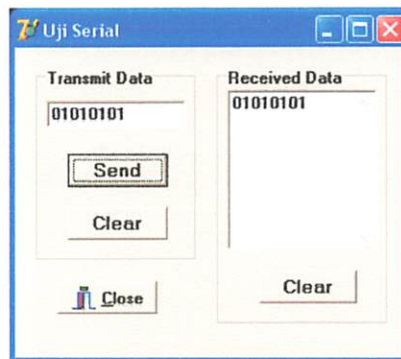 Uji Serial
Transmit Data
01010101
Send
Clear
Close
Received Data
01010101
Clear